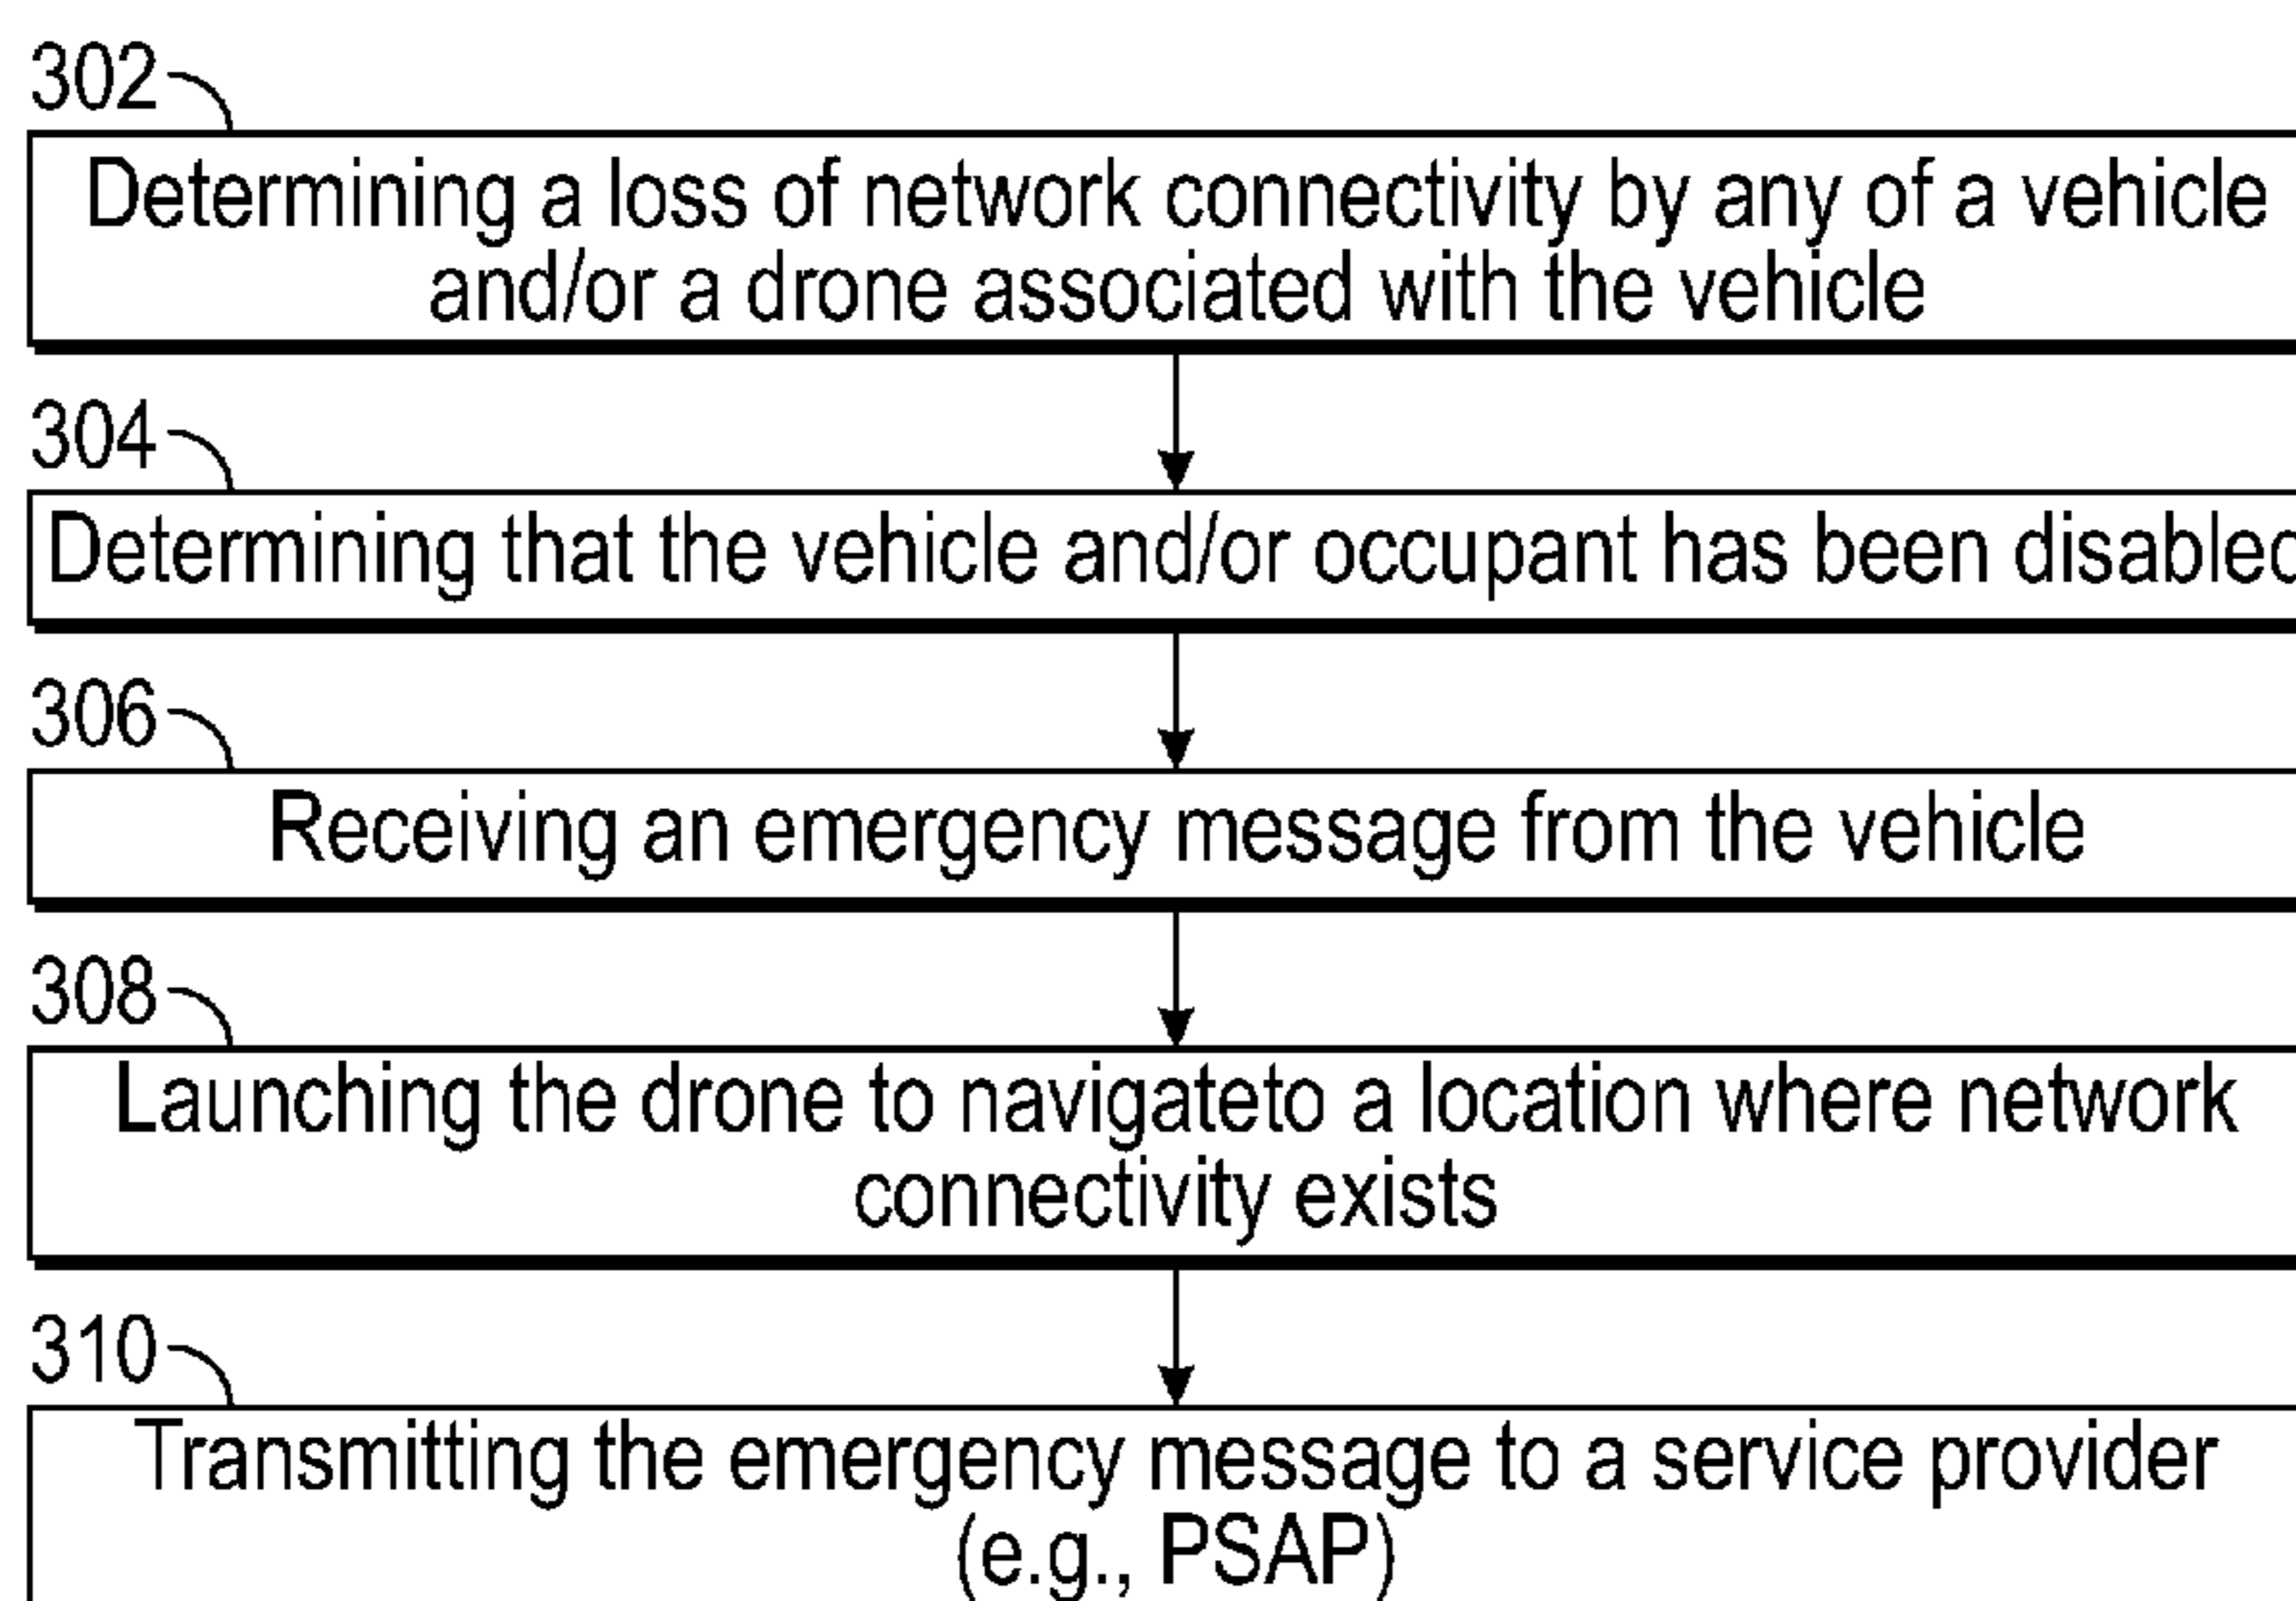 302
Determining a loss of network connectivity by any of a vehicle
and/or a drone associated with the vehicle
304
Determining that the vehicle and/or occupant has been disabled
306
Receiving an emergency message from the vehicle
308
Launching the drone to navigateto a location where network
connectivity exists
310
Transmitting the emergency message to a service provider
(e.g., PSAP)